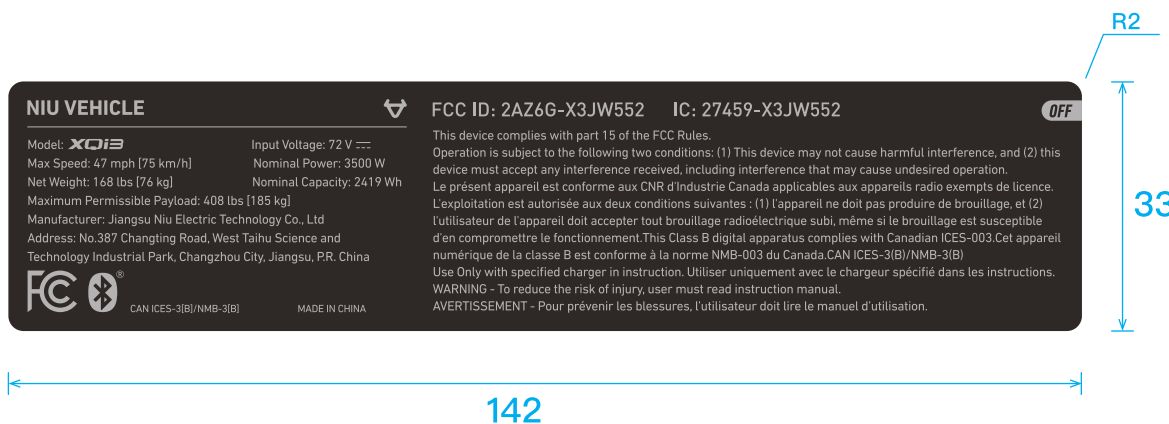 R2
NIU VEHICLE
Model: XQi3 Input Voltage: 72 V
Max Speed: 47 mph [75 km/h] Nominal Power: 3500 W
Net Weight: 168 lbs [76 kg] Nominal Capacity: 2419 Wh
Maximum Permissible Payload: 408 lbs [185 kg]
Manufacturer: Jiangsu Niu Electric Technology Co., Ltd
Address: No.387 Changting Road, West Taihu Science and
Technology Industrial Park, Changzhou City, Jiangsu, P.R. China
FC ®
CAN ICES-3[B]/NMB-3[B] MADE IN CHINA
FCC ID: 2AZ6G-X3JW552 IC: 27459-X3JW552
OFF
This device complies with part 15 of the FCC Rules.
Operation is subject to the following two conditions: (1) This device may not cause harmful interference, and (2) this
device must accept any interference received, including interference that may cause undesired operation.
Le présent appareil est conforme aux CNR d'Industrie Canada applicables aux appareils radio exempts de licence.
L'exploitation est autorisée aux deux conditions suivantes : (1) l'appareil ne doit pas produire de brouillage, et (2)
l'utilisateur de l'appareil doit accepter tout brouillage radioélectrique subi, même si le brouillage est susceptible
d'en compromettre le fonctionnement.This Class B digital apparatus complies with Canadian ICES-003.Cet appareil
numérique de la classe B est conforme à la norme NMB-003 du Canada.CAN ICES-3(B)/NMB-3(B)
Use Only with specified charger in instruction. Utiliser uniquement avec le chargeur spécifié dans les instructions.
WARNING - To reduce the risk of injury, user must read instruction manual.
AVERTISSEMENT - Pour prévenir les blessures, l'utilisateur doit lire le manuel d'utilisation.
33
142